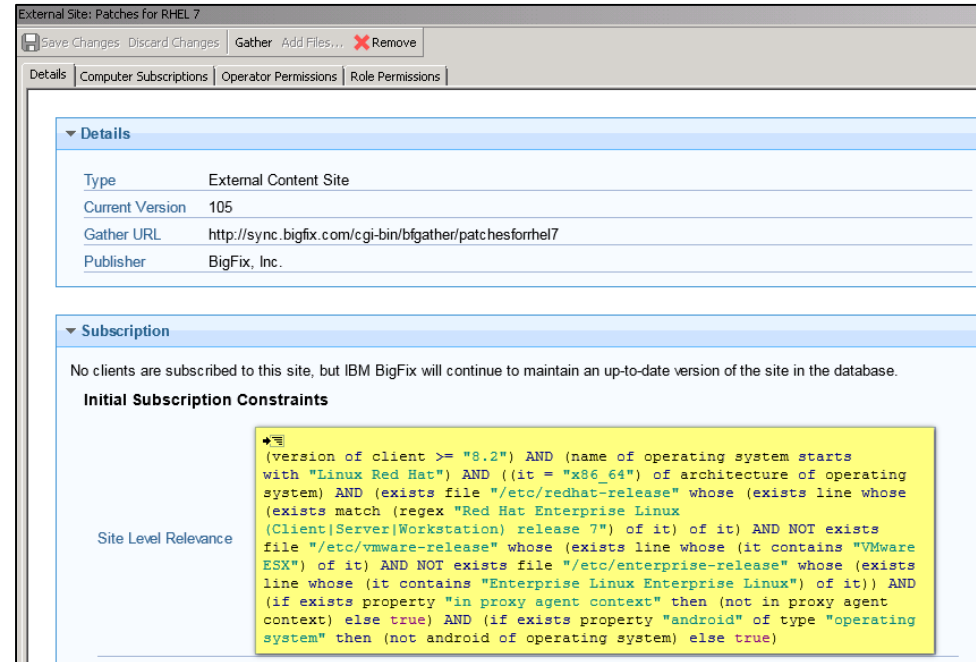 External Site: Patches for RHEL 7
Save Changes Discard Changes Gather Add Files... Remove
Details Computer Subscriptions Operator Permissions Role Permissions
Details
Type External Content Site
Current Version 105
Gather URL http://sync.bigfix.com/cgi-bin/bfgather/patchesforrhel7
Publisher BigFix, Inc.
Subscription
No clients are subscribed to this site, but IBM BigFix will continue to maintain an up-to-date version of the site in the database.
Initial Subscription Constraints
Site Level Relevance
(version of client >= "8.2") AND (name of operating system starts
with "Linux Red Hat") AND ((it = "x86_64") of architecture of operating
system) AND (exists file "/etc/redhat-release" whose (exists line whose
(exists match (regex "Red Hat Enterprise Linux
(Client|Server|Workstation) release 7") of it) of it) AND NOT exists
file "/etc/vmware-release" whose (exists line whose (it contains "VMware
ESX") of it) AND NOT exists file "/etc/enterprise-release" whose (exists
line whose (it contains "Enterprise Linux Enterprise Linux") of it)) AND
(if exists property "in proxy agent context" then (not in proxy agent
context) else true) AND (if exists property "android" of type "operating
system" then (not android of operating system) else true)